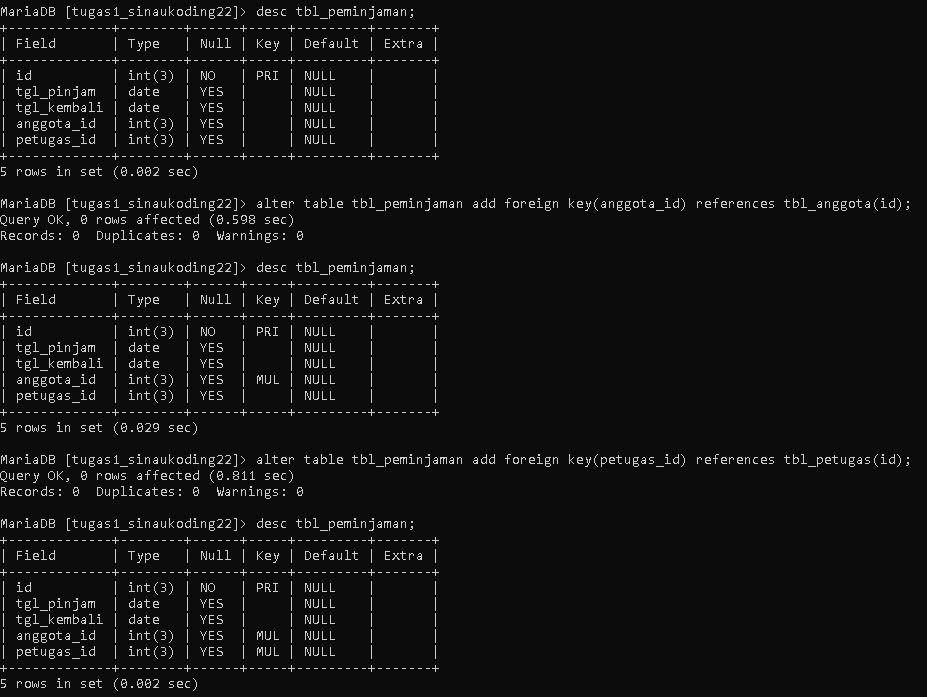 MariaDB [tugas1_sinaukoding22]> desc tbl_peminjaman;
+-------------+--------+------+-----+---------+-------+
| Field       | Type   | Null | Key | Default | Extra |
+-------------+--------+------+-----+---------+-------+
| id          | int(3) | NO   | PRI | NULL    |       |
| tgl_pinjam  | date   | YES  |     | NULL    |       |
| tgl_kembali | date   | YES  |     | NULL    |       |
| anggota_id  | int(3) | YES  |     | NULL    |       |
| petugas_id  | int(3) | YES  |     | NULL    |       |
+-------------+--------+------+-----+---------+-------+
5 rows in set (0.002 sec)

MariaDB [tugas1_sinaukoding22]> alter table tbl_peminjaman add foreign key(anggota_id) references tbl_anggota(id);
Query OK, 0 rows affected (0.598 sec)
Records: 0  Duplicates: 0  Warnings: 0

MariaDB [tugas1_sinaukoding22]> desc tbl_peminjaman;
+-------------+--------+------+-----+---------+-------+
| Field       | Type   | Null | Key | Default | Extra |
+-------------+--------+------+-----+---------+-------+
| id          | int(3) | NO   | PRI | NULL    |       |
| tgl_pinjam  | date   | YES  |     | NULL    |       |
| tgl_kembali | date   | YES  |     | NULL    |       |
| anggota_id  | int(3) | YES  | MUL | NULL    |       |
| petugas_id  | int(3) | YES  |     | NULL    |       |
+-------------+--------+------+-----+---------+-------+
5 rows in set (0.029 sec)

MariaDB [tugas1_sinaukoding22]> alter table tbl_peminjaman add foreign key(petugas_id) references tbl_petugas(id);
Query OK, 0 rows affected (0.811 sec)
Records: 0  Duplicates: 0  Warnings: 0

MariaDB [tugas1_sinaukoding22]> desc tbl_peminjaman;
+-------------+--------+------+-----+---------+-------+
| Field       | Type   | Null | Key | Default | Extra |
+-------------+--------+------+-----+---------+-------+
| id          | int(3) | NO   | PRI | NULL    |       |
| tgl_pinjam  | date   | YES  |     | NULL    |       |
| tgl_kembali | date   | YES  |     | NULL    |       |
| anggota_id  | int(3) | YES  | MUL | NULL    |       |
| petugas_id  | int(3) | YES  | MUL | NULL    |       |
+-------------+--------+------+-----+---------+-------+
5 rows in set (0.002 sec)